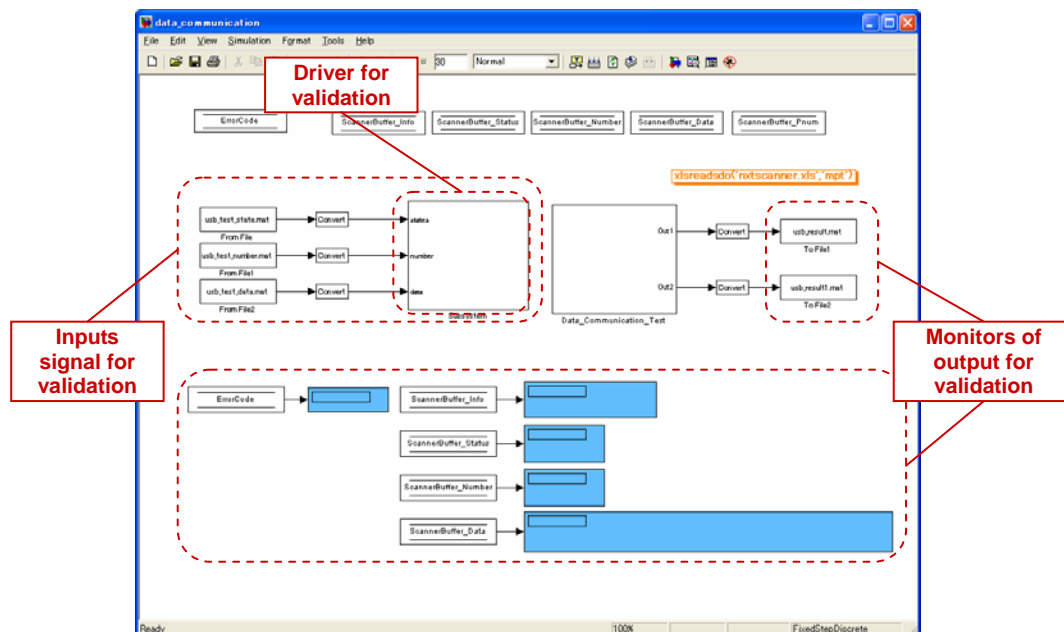 data_communication
File Edit View Simulation Format Tools Help
30 Normal
Driver for
validation
ErrorCode
ScannerBuffer_Info
ScannerBuffer_Status
ScannerBuffer_Number
ScannerBuffer_Data
ScannerBuffer_Pnum
xlsreadsdo("nxtscanner.xls","mpt")
usb_test_state.mat
Convert
From File
usb_test_number.mat
Convert
From File1
usb_test_data.mat
Convert
From File2
number
data
Subsystem
Out1
Out2
Data_Communication_Test
Convert
usb_result.mat
To File1
Convert
usb_result1.mat
To File2
Inputs
signal for
validation
Monitors of
output for
validation
ErrorCode
ScannerBuffer_Info
ScannerBuffer_Status
ScannerBuffer_Number
ScannerBuffer_Data
Ready
100%
FixedStepDiscrete